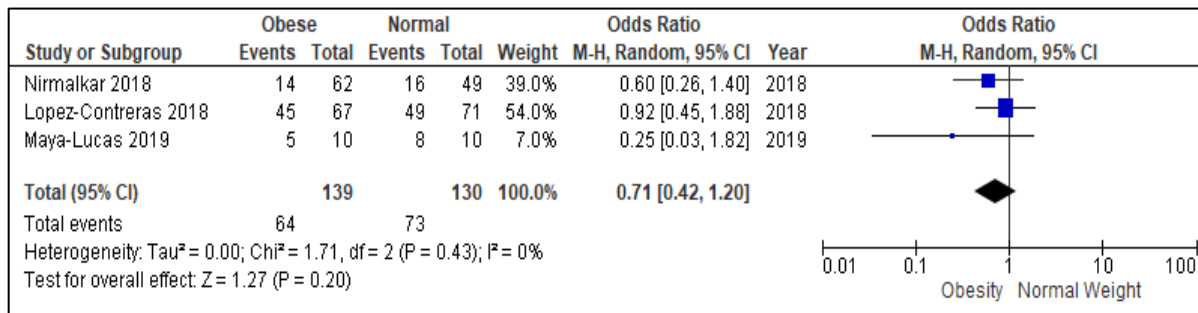 Obese Normal Odds Ratio Odds Ratio
Study or Subgroup Events Total Events Total Weight M-H, Random, 95% CI Year M-H, Random, 95% CI
Nirmalkar 2018 14 62 16 49 39.0% 0.60 [0.26, 1.40] 2018
Lopez-Contreras 2018 45 67 49 71 54.0% 0.92 [0.45, 1.88] 2018
Maya-Lucas 2019 5 10 8 10 7.0% 0.25 [0.03, 1.82] 2019
Total (95% CI) 139 130 100.0% 0.71 [0.42, 1.20]
Total events 64 73
Heterogeneity: Tau² = 0.00; Chi² = 1.71, df = 2 (P = 0.43); I² = 0%
Test for overall effect: Z = 1.27 (P = 0.20)
0.01 0.1 1 10 100
Obesity Normal Weight